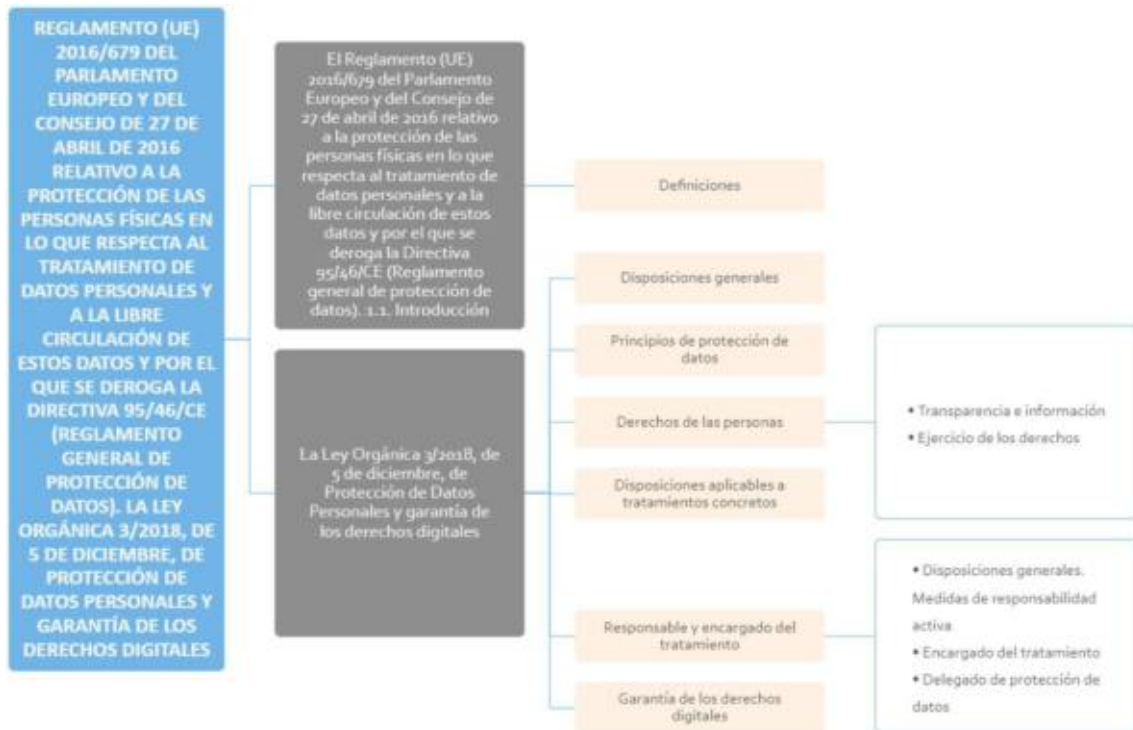 REGLAMENTO (UE)
2016/679 DEL
PARLAMENTO
EUROPEO Y DEL
CONSEJO DE 27 DE
ABRIL DE 2016
RELATIVO A LA
PROTECCIÓN DE LAS
PERSONAS FÍSICAS EN
LO QUE RESPECTA AL
TRATAMIENTO DE
DATOS PERSONALES Y
A LA LIBRE
CIRCULACIÓN DE
ESTOS DATOS Y POR EL
QUE SE DEROGA LA
DIRECTIVA 95/46/CE
(REGLAMENTO
GENERAL DE
PROTECCIÓN DE
DATOS). LA LEY
ORGÁNICA 3/2018, DE
5 DE DICIEMBRE, DE
PROTECCIÓN DE
DATOS PERSONALES Y
GARANTÍA DE LOS
DERECHOS DIGITALES
El Reglamento (UE)
2016/679 del Parlamento
Europeo y del Consejo de
27 de abril de 2016 relativo
a la protección de las
personas físicas en lo que
respecta al tratamiento de
datos personales y a la
libre circulación de estos
datos y por el que se
deroga la Directiva
95/46/CE (Reglamento
general de protección de
datos). 1.1. Introducción
Definiciones
La Ley Orgánica 3/2018, de
5 de diciembre, de
Protección de Datos
Personales y garantía de
los derechos digitales
Disposiciones generales
Principios de protección de
datos
Derechos de las personas
• Transparencia e información
• Ejercicio de los derechos
Disposiciones aplicables a
tratamientos concretos
Responsable y encargado del
tratamiento
• Disposiciones generales.
Medidas de responsabilidad
activa
• Encargado del tratamiento
• Delegado de protección de
datos
Garantía de los derechos
digitales